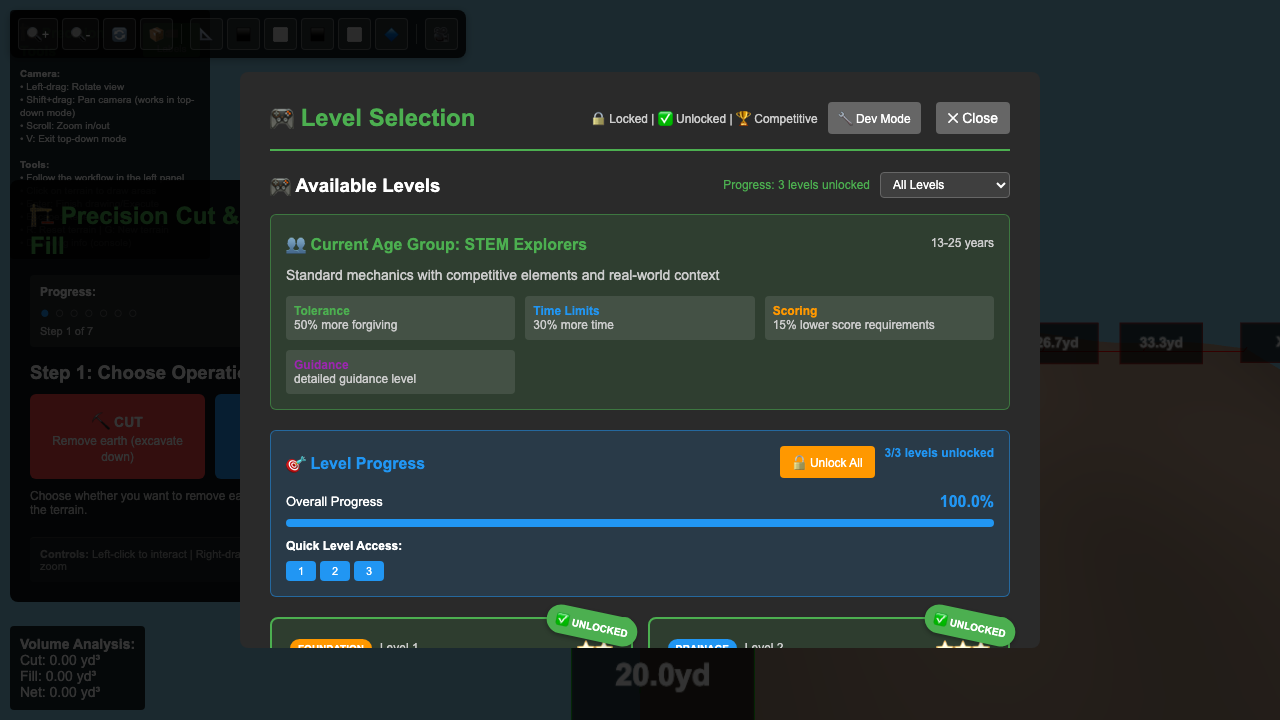 Camera:
• Left-drag: Rotate view
• Shift+drag: Pan camera (works in top-
down mode)
• Scroll: Zoom in/out
• V: Exit top-down mode
Tools:
• Follow the workflow in the left panel
Precision Cut &
Fill
Progress:
Step 1 of 7
Step 1: Choose Operati
CUT
Remove earth (excavate
down)
Choose whether you want to remove ea
the terrain.
Controls: Left-click to interact | Right-dra
zoom
Volume Analysis:
Cut: 0.00 yd³
Fill: 0.00 yd³
Net: 0.00 yd³
🎮 Level Selection
🔒 Locked | ✅ Unlocked | 🏆 Competitive
🔧 Dev Mode
✕ Close
🎮 Available Levels
Progress: 3 levels unlocked
All Levels
👥 Current Age Group: STEM Explorers
13-25 years
Standard mechanics with competitive elements and real-world context
Tolerance
50% more forgiving
Time Limits
30% more time
Scoring
15% lower score requirements
Guidance
detailed guidance level
🎯 Level Progress
🔓 Unlock All
3/3 levels unlocked
Overall Progress
100.0%
Quick Level Access:
1 2 3
✅ UNLOCKED
✅ UNLOCKED
FOUNDATION Level 1
DRAINAGE Level 2
26.7yd
33.3yd
20.0yd